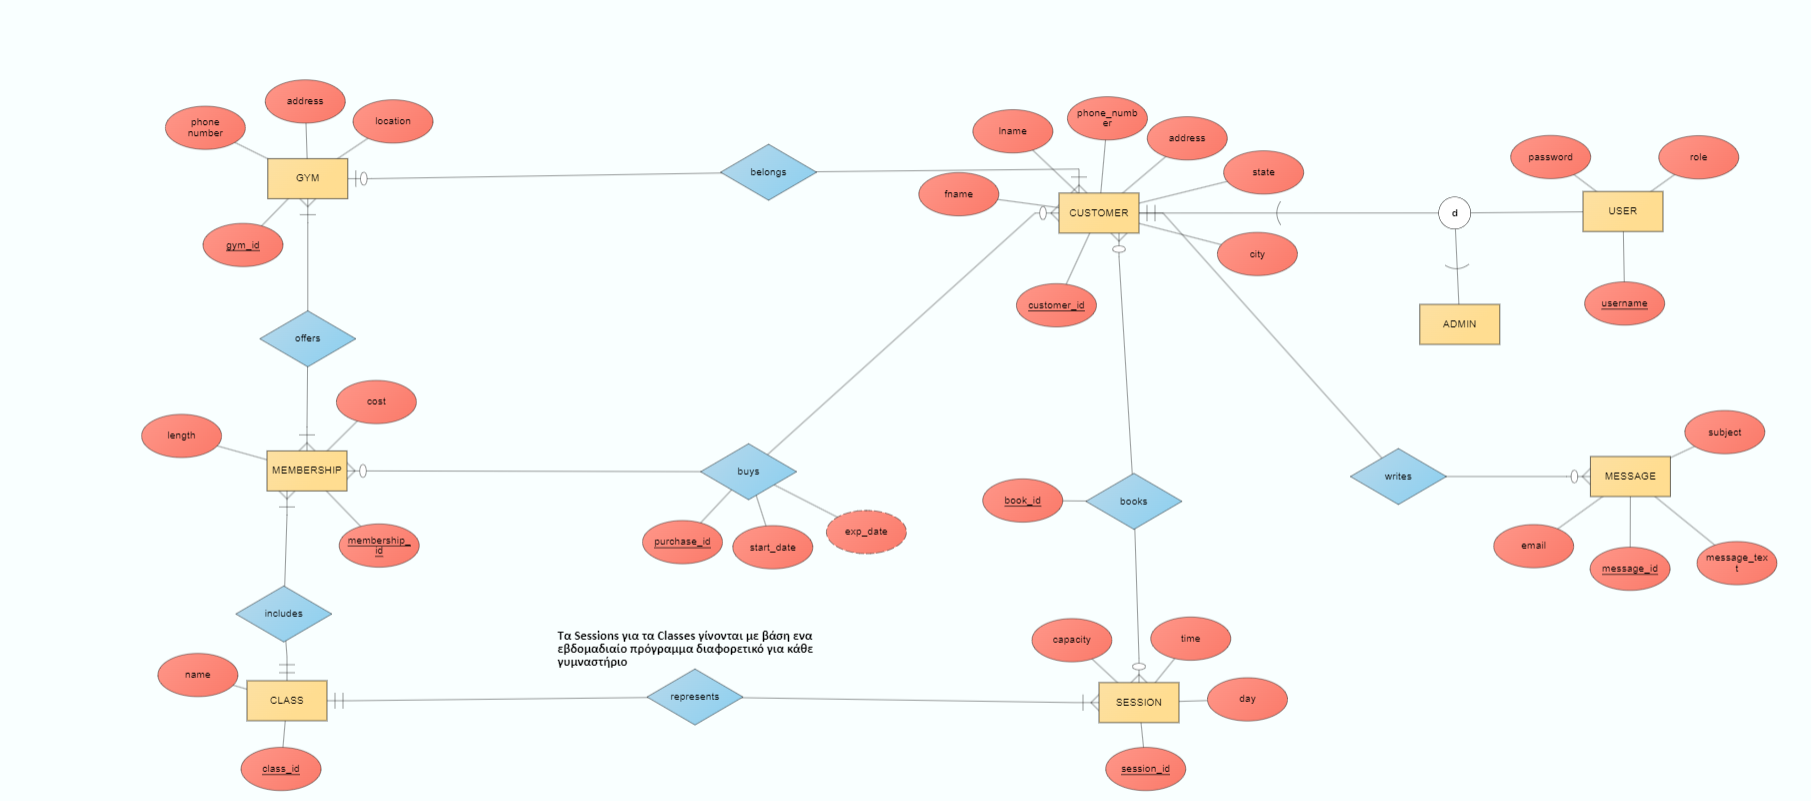 address
phone
number
location
GYM
gym_id
belongs
lname
phone_numb
er
address
state
fname
CUSTOMER
city
customer_id
d
password
role
USER
username
ADMIN
offers
cost
length
MEMBERSHIP
membership_
id
buys
purchase_id
start_date
exp_date
book_id
books
writes
subject
MESSAGE
email
message_id
message_tex
t
includes
Τα Sessions για τα Classes γίνονται με βάση ενα
εβδομαδιαίο πρόγραμμα διαφορετικό για κάθε
γυμναστήριο
name
CLASS
class_id
represents
capacity
time
SESSION
day
session_id